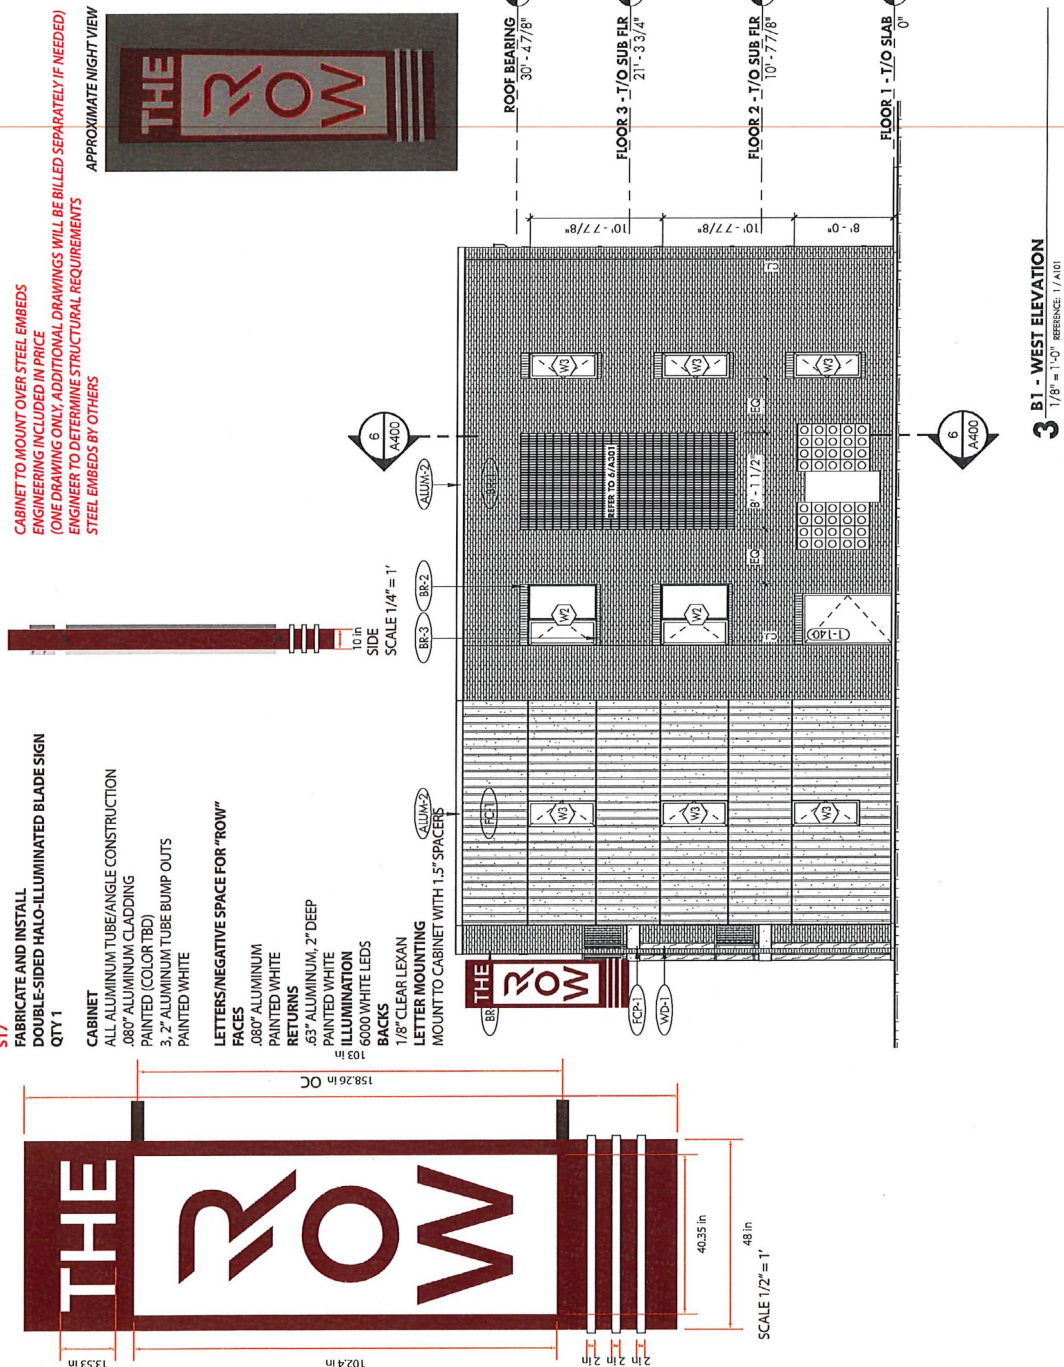 S17
FABRICATE AND INSTALL
DOUBLE-SIDED HALO-ILLUMINATED BLADE SIGN
QTY 1
CABINET
ALL ALUMINUM TUBE/ANGLE CONSTRUCTION
.080" ALUMINUM CLADDING
PAINTED (COLOR TBD)
3, 2" ALUMINUM TUBE BUMP OUTS
PAINTED WHITE
LETTERS/NEGATIVE SPACE FOR "ROW"
FACES
.080" ALUMINUM
PAINTED WHITE
RETURNS
.63" ALUMINUM, 2" DEEP
PAINTED WHITE
ILLUMINATION
6000 WHITE LEDS
BACKS
1/8" CLEAR LEXAN
LETTER MOUNTING
MOUNT TO CABINET WITH 1.5" SPACERS
10 in
SIDE
SCALE 1/4" = 1'
CABINET TO MOUNT OVER STEEL EMBEDS
ENGINEERING INCLUDED IN PRICE
(ONE DRAWING ONLY, ADDITIONAL DRAWINGS WILL BE BILLED SEPARATELY IF NEEDED)
ENGINEER TO DETERMINE STRUCTURAL REQUIREMENTS
STEEL EMBEDS BY OTHERS
APPROXIMATE NIGHT VIEW
THE
ROW
THE
ROW
13.53 in
102.4 in
2 in
2 in
2 in
158.26 in OC
103 in
40.35 in
48 in
SCALE 1/2" = 1'
THE
ROW
BR
FCP-1
WD-1
ALUM-2
FC-1
W3
W3
W3
BR-3
BR-2
W2
W2
1-140
CJ
EQ
8' - 1 1/2"
EQ
CJ
REFER TO 6/A301
ALUM-2
6
A400
6
A400
W3
W3
W3
10' - 7 7/8"
10' - 7 7/8"
8' - 0"
ROOF BEARING
30' - 4 7/8"
FLOOR 3 - T/O SUB FLR
21' - 3 3/4"
FLOOR 2 - T/O SUB FLR
10' - 7 7/8"
FLOOR 1 - T/O SLAB
0"
3 B1 - WEST ELEVATION
1/8" = 1'-0" REFERENCE: 1 / A101